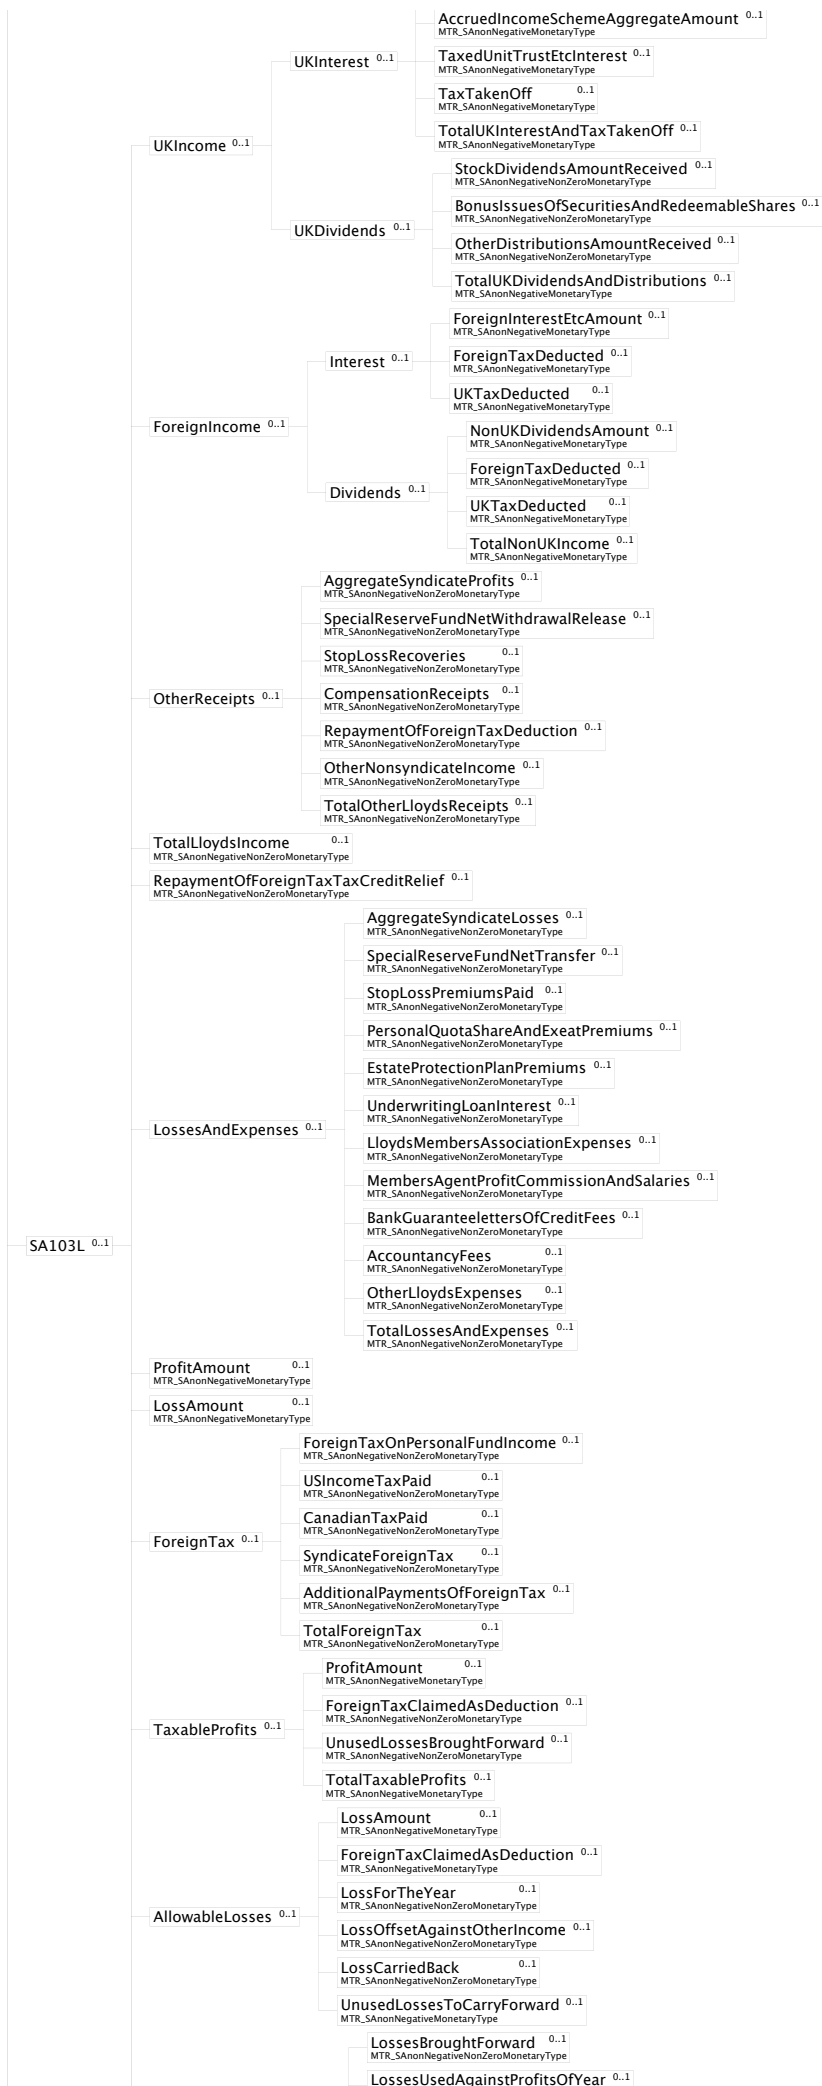 AccruedIncomeSchemeAggregateAmount 0..1
MTR_SAnonNegativeMonetaryType
UKInterest 0..1
TaxedUnitTrustEtcInterest 0..1
MTR_SAnonNegativeMonetaryType
TaxTakenOff 0..1
MTR_SAnonNegativeMonetaryType
TotalUKInterestAndTaxTakenOff 0..1
MTR_SAnonNegativeMonetaryType
UKIncome 0..1
StockDividendsAmountReceived 0..1
MTR_SAnonNegativeNonZeroMonetaryType
BonusIssuesOfSecuritiesAndRedeemableShares 0..1
MTR_SAnonNegativeNonZeroMonetaryType
UKDividends 0..1
OtherDistributionsAmountReceived 0..1
MTR_SAnonNegativeNonZeroMonetaryType
TotalUKDividendsAndDistributions 0..1
MTR_SAnonNegativeMonetaryType
ForeignInterestEtcAmount 0..1
MTR_SAnonNegativeMonetaryType
Interest 0..1
ForeignTaxDeducted 0..1
MTR_SAnonNegativeMonetaryType
UKTaxDeducted 0..1
MTR_SAnonNegativeMonetaryType
ForeignIncome 0..1
NonUKDividendsAmount 0..1
MTR_SAnonNegativeMonetaryType
ForeignTaxDeducted 0..1
MTR_SAnonNegativeMonetaryType
Dividends 0..1
UKTaxDeducted 0..1
MTR_SAnonNegativeMonetaryType
TotalNonUKIncome 0..1
MTR_SAnonNegativeMonetaryType
AggregateSyndicateProfits 0..1
MTR_SAnonNegativeNonZeroMonetaryType
SpecialReserveFundNetWithdrawalRelease 0..1
MTR_SAnonNegativeNonZeroMonetaryType
StopLossRecoveries 0..1
MTR_SAnonNegativeNonZeroMonetaryType
OtherReceipts 0..1
CompensationReceipts 0..1
MTR_SAnonNegativeNonZeroMonetaryType
RepaymentOfForeignTaxDeduction 0..1
MTR_SAnonNegativeNonZeroMonetaryType
OtherNonsyndicateIncome 0..1
MTR_SAnonNegativeNonZeroMonetaryType
TotalOtherLloydsReceipts 0..1
MTR_SAnonNegativeNonZeroMonetaryType
TotalLloydsIncome 0..1
MTR_SAnonNegativeNonZeroMonetaryType
RepaymentOfForeignTaxTaxCreditRelief 0..1
MTR_SAnonNegativeNonZeroMonetaryType
AggregateSyndicateLosses 0..1
MTR_SAnonNegativeNonZeroMonetaryType
SpecialReserveFundNetTransfer 0..1
MTR_SAnonNegativeNonZeroMonetaryType
StopLossPremiumsPaid 0..1
MTR_SAnonNegativeNonZeroMonetaryType
PersonalQuotaShareAndExeatPremiums 0..1
MTR_SAnonNegativeNonZeroMonetaryType
EstateProtectionPlanPremiums 0..1
MTR_SAnonNegativeNonZeroMonetaryType
UnderwritingLoanInterest 0..1
MTR_SAnonNegativeNonZeroMonetaryType
LossesAndExpenses 0..1
LloydsMembersAssociationExpenses 0..1
MTR_SAnonNegativeNonZeroMonetaryType
MembersAgentProfitCommissionAndSalaries 0..1
MTR_SAnonNegativeNonZeroMonetaryType
BankGuaranteelettersOfCreditFees 0..1
MTR_SAnonNegativeNonZeroMonetaryType
SA103L 0..1
AccountancyFees 0..1
MTR_SAnonNegativeNonZeroMonetaryType
OtherLloydsExpenses 0..1
MTR_SAnonNegativeNonZeroMonetaryType
TotalLossesAndExpenses 0..1
MTR_SAnonNegativeNonZeroMonetaryType
ProfitAmount 0..1
MTR_SAnonNegativeMonetaryType
LossAmount 0..1
MTR_SAnonNegativeMonetaryType
ForeignTaxOnPersonalFundIncome 0..1
MTR_SAnonNegativeNonZeroMonetaryType
USIncomeTaxPaid 0..1
MTR_SAnonNegativeNonZeroMonetaryType
CanadianTaxPaid 0..1
MTR_SAnonNegativeNonZeroMonetaryType
ForeignTax 0..1
SyndicateForeignTax 0..1
MTR_SAnonNegativeNonZeroMonetaryType
AdditionalPaymentsOfForeignTax 0..1
MTR_SAnonNegativeNonZeroMonetaryType
TotalForeignTax 0..1
MTR_SAnonNegativeNonZeroMonetaryType
ProfitAmount 0..1
MTR_SAnonNegativeMonetaryType
ForeignTaxClaimedAsDeduction 0..1
MTR_SAnonNegativeNonZeroMonetaryType
TaxableProfits 0..1
UnusedLossesBroughtForward 0..1
MTR_SAnonNegativeNonZeroMonetaryType
TotalTaxableProfits 0..1
MTR_SAnonNegativeMonetaryType
LossAmount 0..1
MTR_SAnonNegativeMonetaryType
ForeignTaxClaimedAsDeduction 0..1
MTR_SAnonNegativeMonetaryType
LossForTheYear 0..1
MTR_SAnonNegativeNonZeroMonetaryType
AllowableLosses 0..1
LossOffsetAgainstOtherIncome 0..1
MTR_SAnonNegativeNonZeroMonetaryType
LossCarriedBack 0..1
MTR_SAnonNegativeNonZeroMonetaryType
UnusedLossesToCarryForward 0..1
MTR_SAnonNegativeMonetaryType
LossesBroughtForward 0..1
MTR_SAnonNegativeNonZeroMonetaryType
LossesUsedAgainstProfitsOfYear 0..1